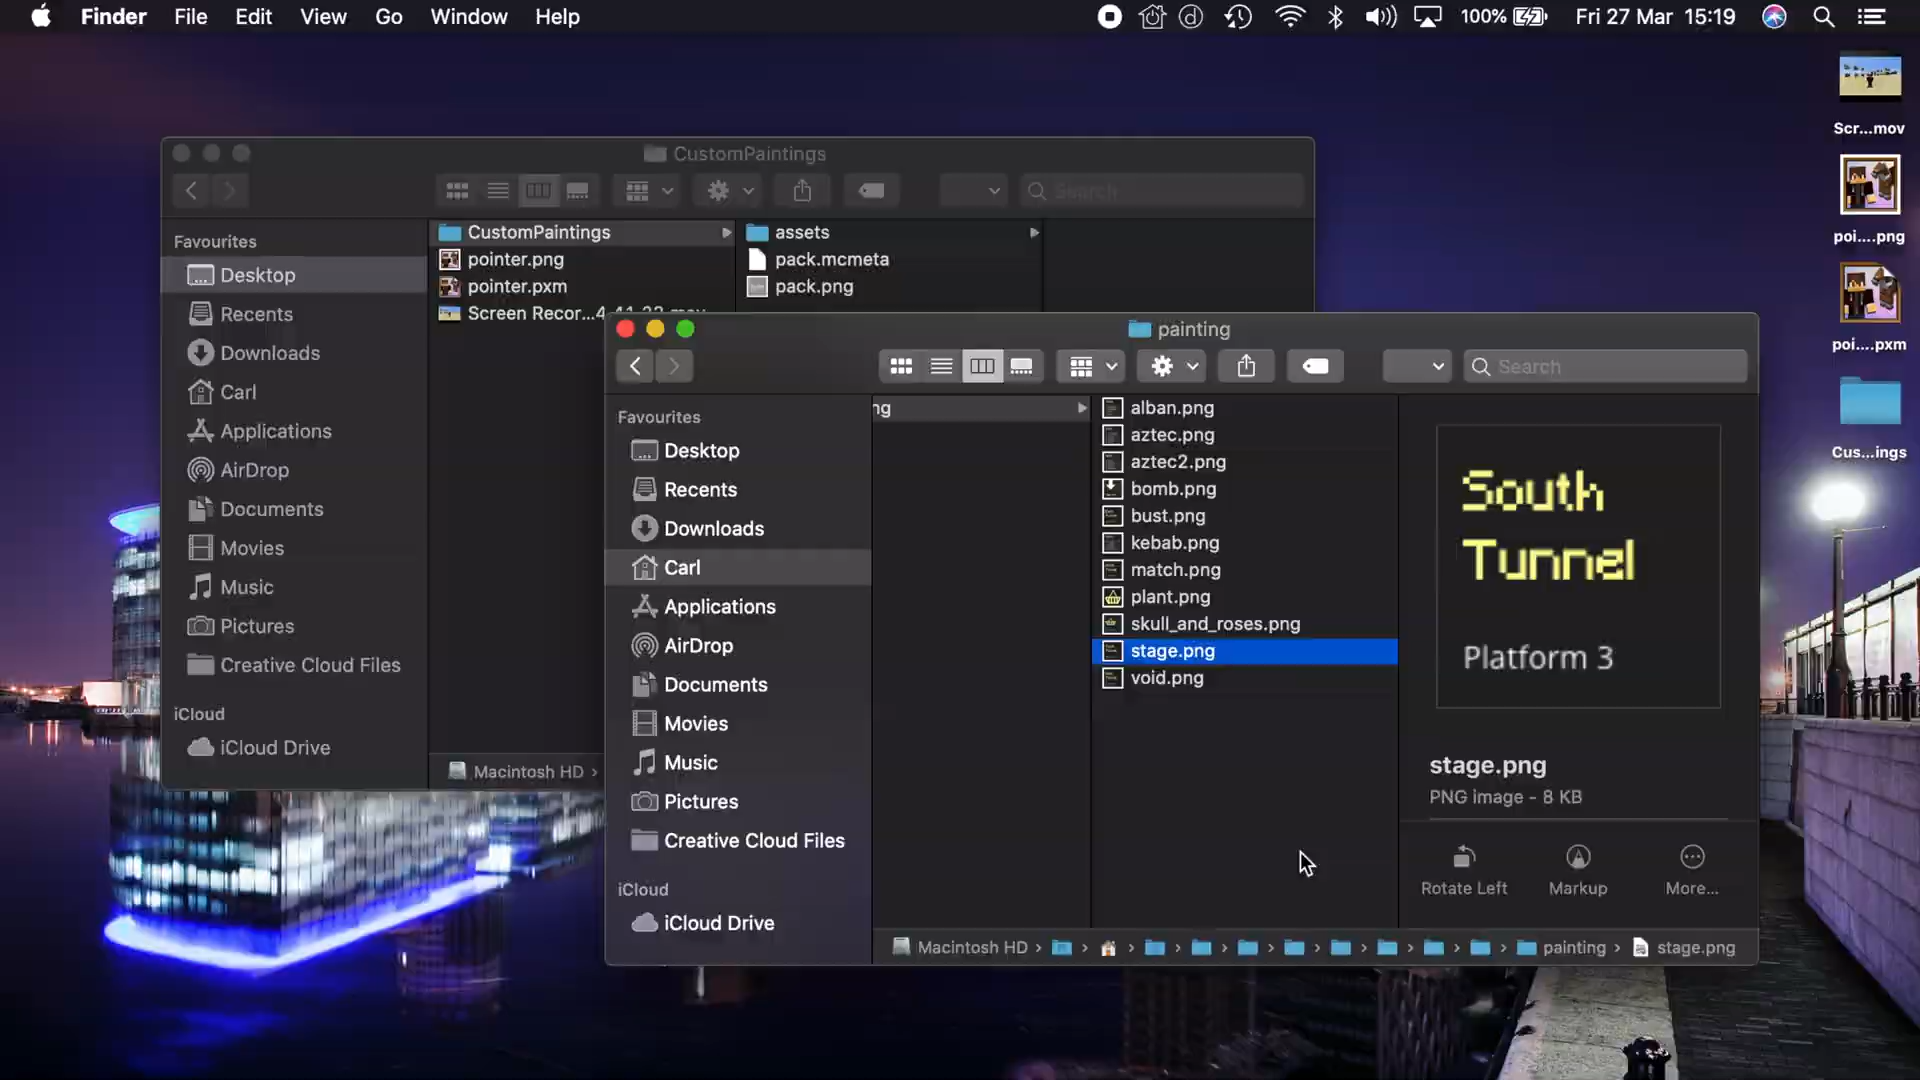 Finder File Edit View Go Window Help 100% Fri 27 Mar 15:19
Scr...mov
poi....png
poi....pxm
Cus...ings
CustomPaintings
Search
Favourites
Desktop
Recents
Downloads
Carl
Applications
AirDrop
Documents
Movies
Music
Pictures
Creative Cloud Files
iCloud
iCloud Drive
CustomPaintings
pointer.png
pointer.pxm
Screen Recor...4
assets
pack.mcmeta
pack.png
Macintosh HD
painting
Search
Favourites
Desktop
Recents
Downloads
Carl
Applications
AirDrop
Documents
Movies
Music
Pictures
Creative Cloud Files
iCloud
iCloud Drive
ng
alban.png
aztec.png
aztec2.png
bomb.png
bust.png
kebab.png
match.png
plant.png
skull_and_roses.png
stage.png
void.png
South
Tunnel
Platform 3
stage.png
PNG image - 8 KB
Rotate Left Markup More...
Macintosh HD painting stage.png